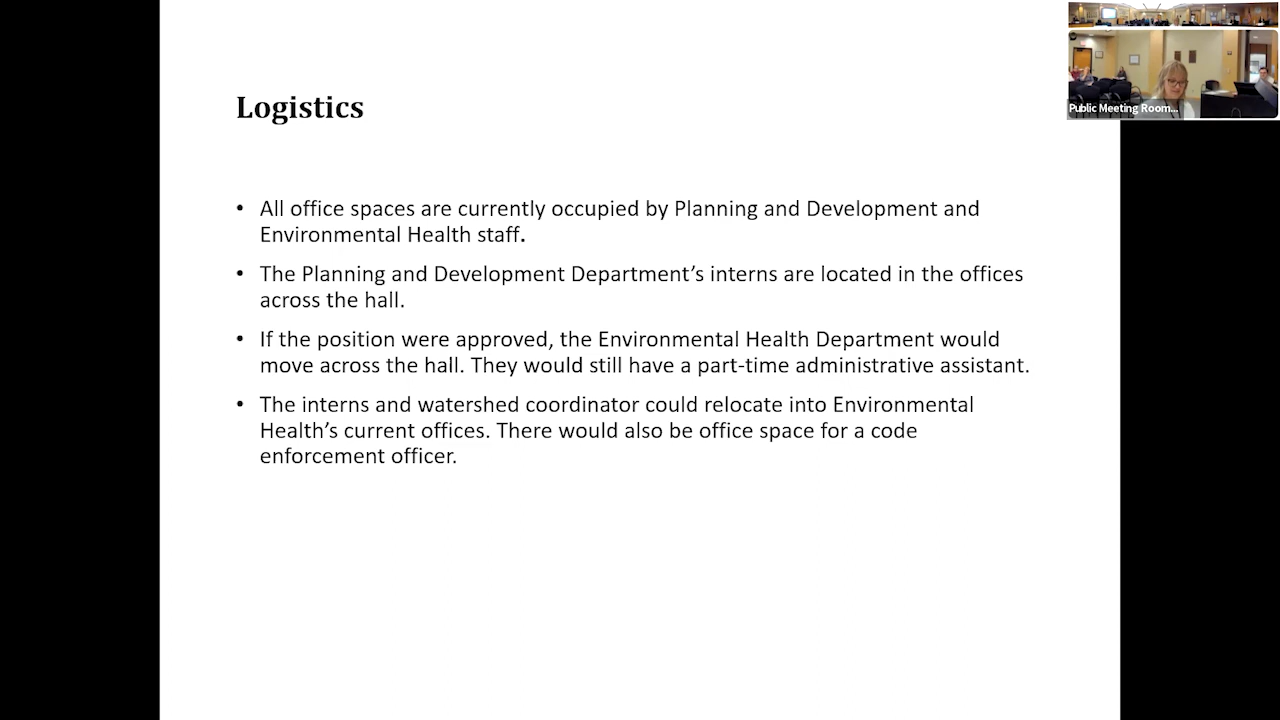 Logistics
• All office spaces are currently occupied by Planning and Development and
Environmental Health staff.
• The Planning and Development Department’s interns are located in the offices
across the hall.
• If the position were approved, the Environmental Health Department would
move across the hall. They would still have a part-time administrative assistant.
• The interns and watershed coordinator could relocate into Environmental
Health’s current offices. There would also be office space for a code
enforcement officer.
Public Meeting Room...